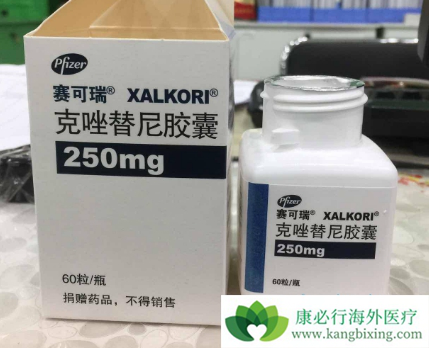 Pfizer
赛可瑞® XALKORI®
克唑替尼胶囊
250mg
60粒/瓶
捐赠药品，不得销售
Pfizer
赛可瑞® XALKORI®
克唑替尼胶囊
250mg
60粒/瓶
康必行海外医疗
www.kangbixing.com